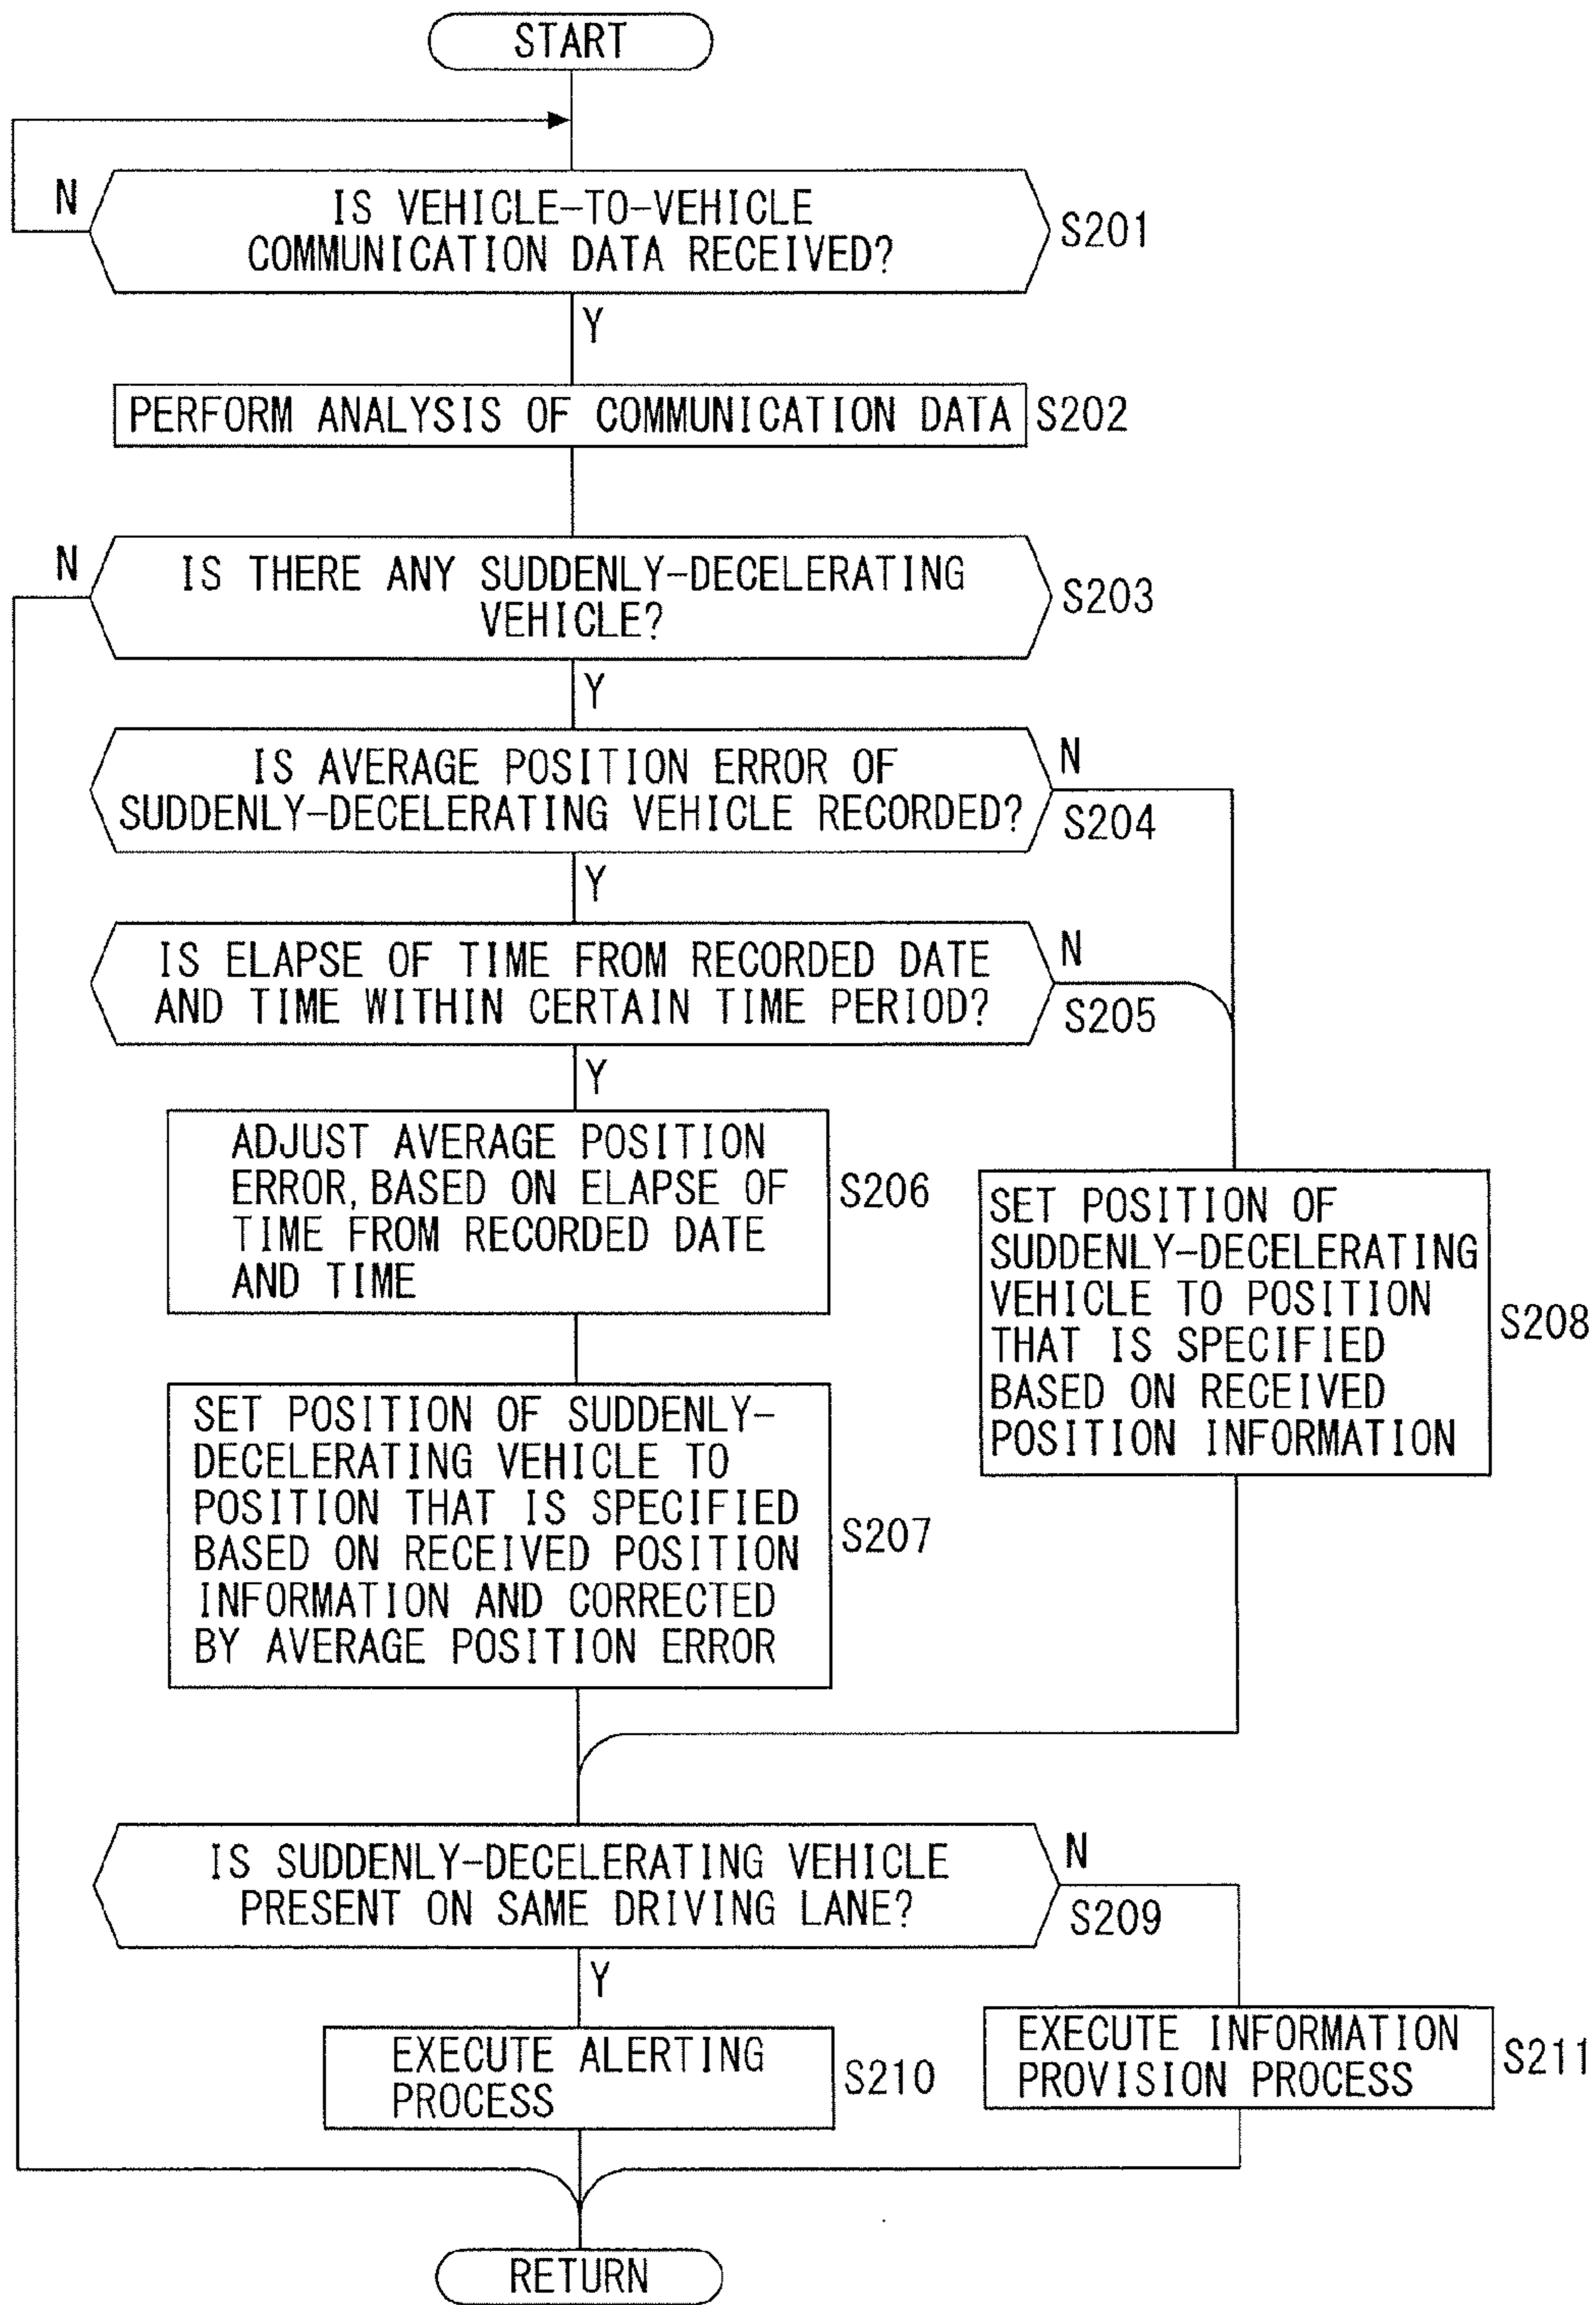 START
N
IS VEHICLE-TO-VEHICLE
COMMUNICATION DATA RECEIVED?
S201
Y
PERFORM ANALYSIS OF COMMUNICATION DATA
S202
N
IS THERE ANY SUDDENLY-DECELERATING
VEHICLE?
S203
Y
IS AVERAGE POSITION ERROR OF
SUDDENLY-DECELERATING VEHICLE RECORDED?
N
S204
Y
IS ELAPSE OF TIME FROM RECORDED DATE
AND TIME WITHIN CERTAIN TIME PERIOD?
N
S205
Y
ADJUST AVERAGE POSITION
ERROR, BASED ON ELAPSE OF
TIME FROM RECORDED DATE
AND TIME
S206
SET POSITION OF
SUDDENLY-DECELERATING
VEHICLE TO POSITION
THAT IS SPECIFIED
BASED ON RECEIVED
POSITION INFORMATION
S208
SET POSITION OF SUDDENLY-
DECELERATING VEHICLE TO
POSITION THAT IS SPECIFIED
BASED ON RECEIVED POSITION
INFORMATION AND CORRECTED
BY AVERAGE POSITION ERROR
S207
IS SUDDENLY-DECELERATING VEHICLE
PRESENT ON SAME DRIVING LANE?
N
S209
Y
EXECUTE ALERTING
PROCESS
S210
EXECUTE INFORMATION
PROVISION PROCESS
S211
RETURN